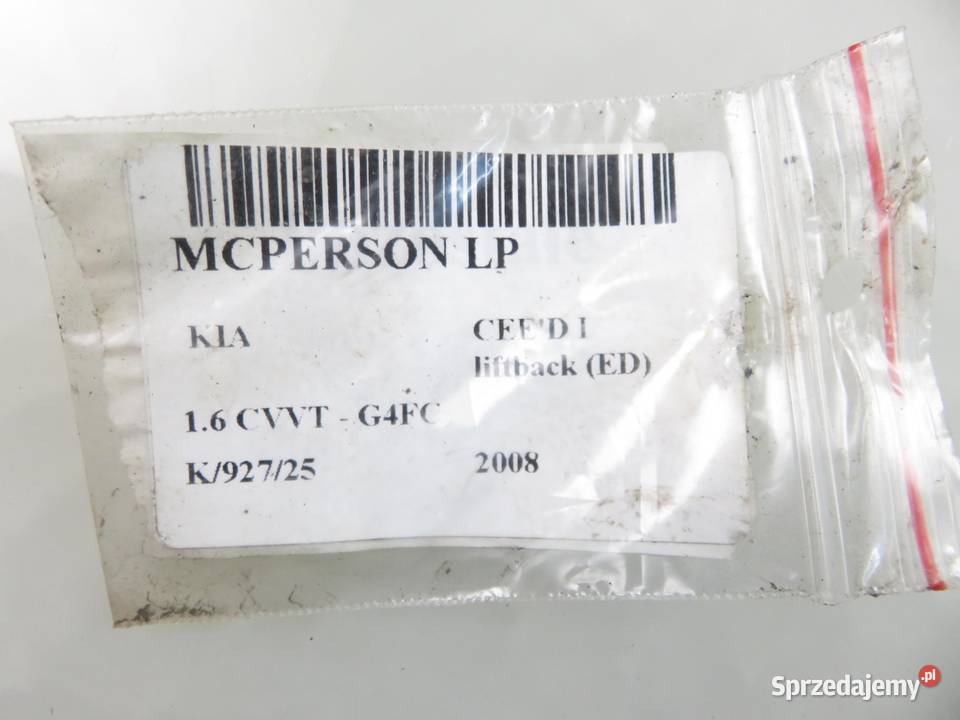 MCPERSON LP
KIA CEE'D I
liftback (ED)
1.6 CVVT - G4FC
K/927/25 2008
Sprzedajemy.pl